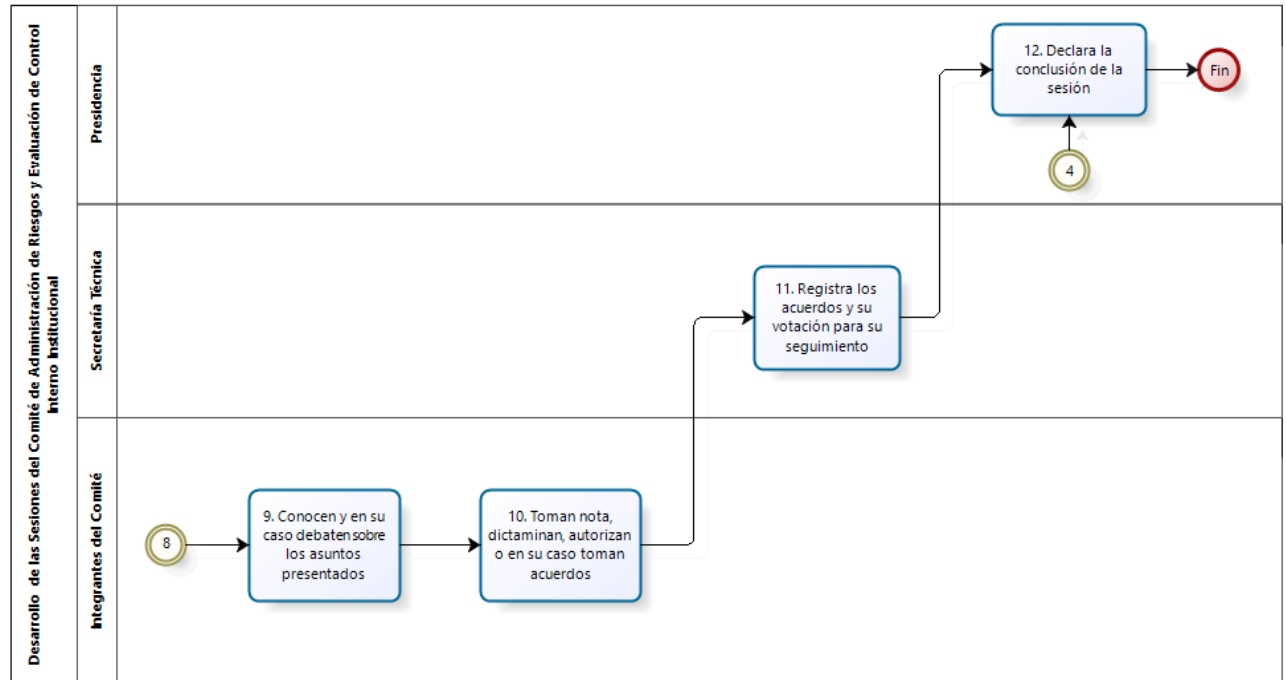 Desarrollo de las Sesiones del Comité de Administración de Riesgos y Evaluación de Control
Interno Institucional
Presidencia
12. Declara la
conclusión de la
sesión
Fin
4
Secretaría Técnica
11. Registra los
acuerdos y su
votación para su
seguimiento
Integrantes del Comité
8
9. Conocen y en su
caso debaten sobre
los asuntos
presentados
10. Toman nota,
dictaminan, autorizan
o en su caso toman
acuerdos